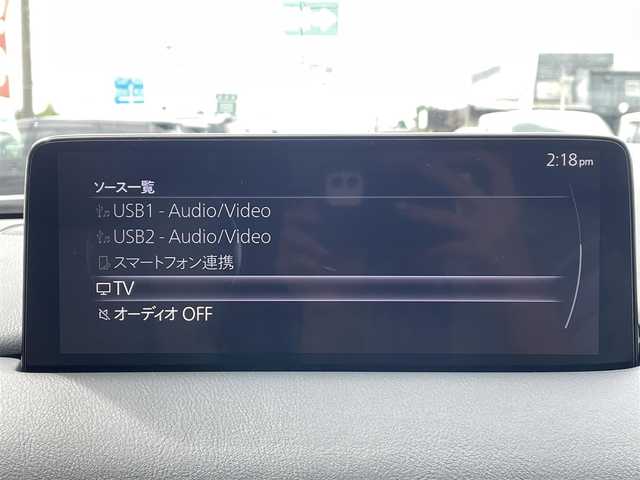 2:18pm
ソース一覧
USB1 - Audio/Video
USB2 - Audio/Video
スマートフォン連携
TV
オーディオ OFF